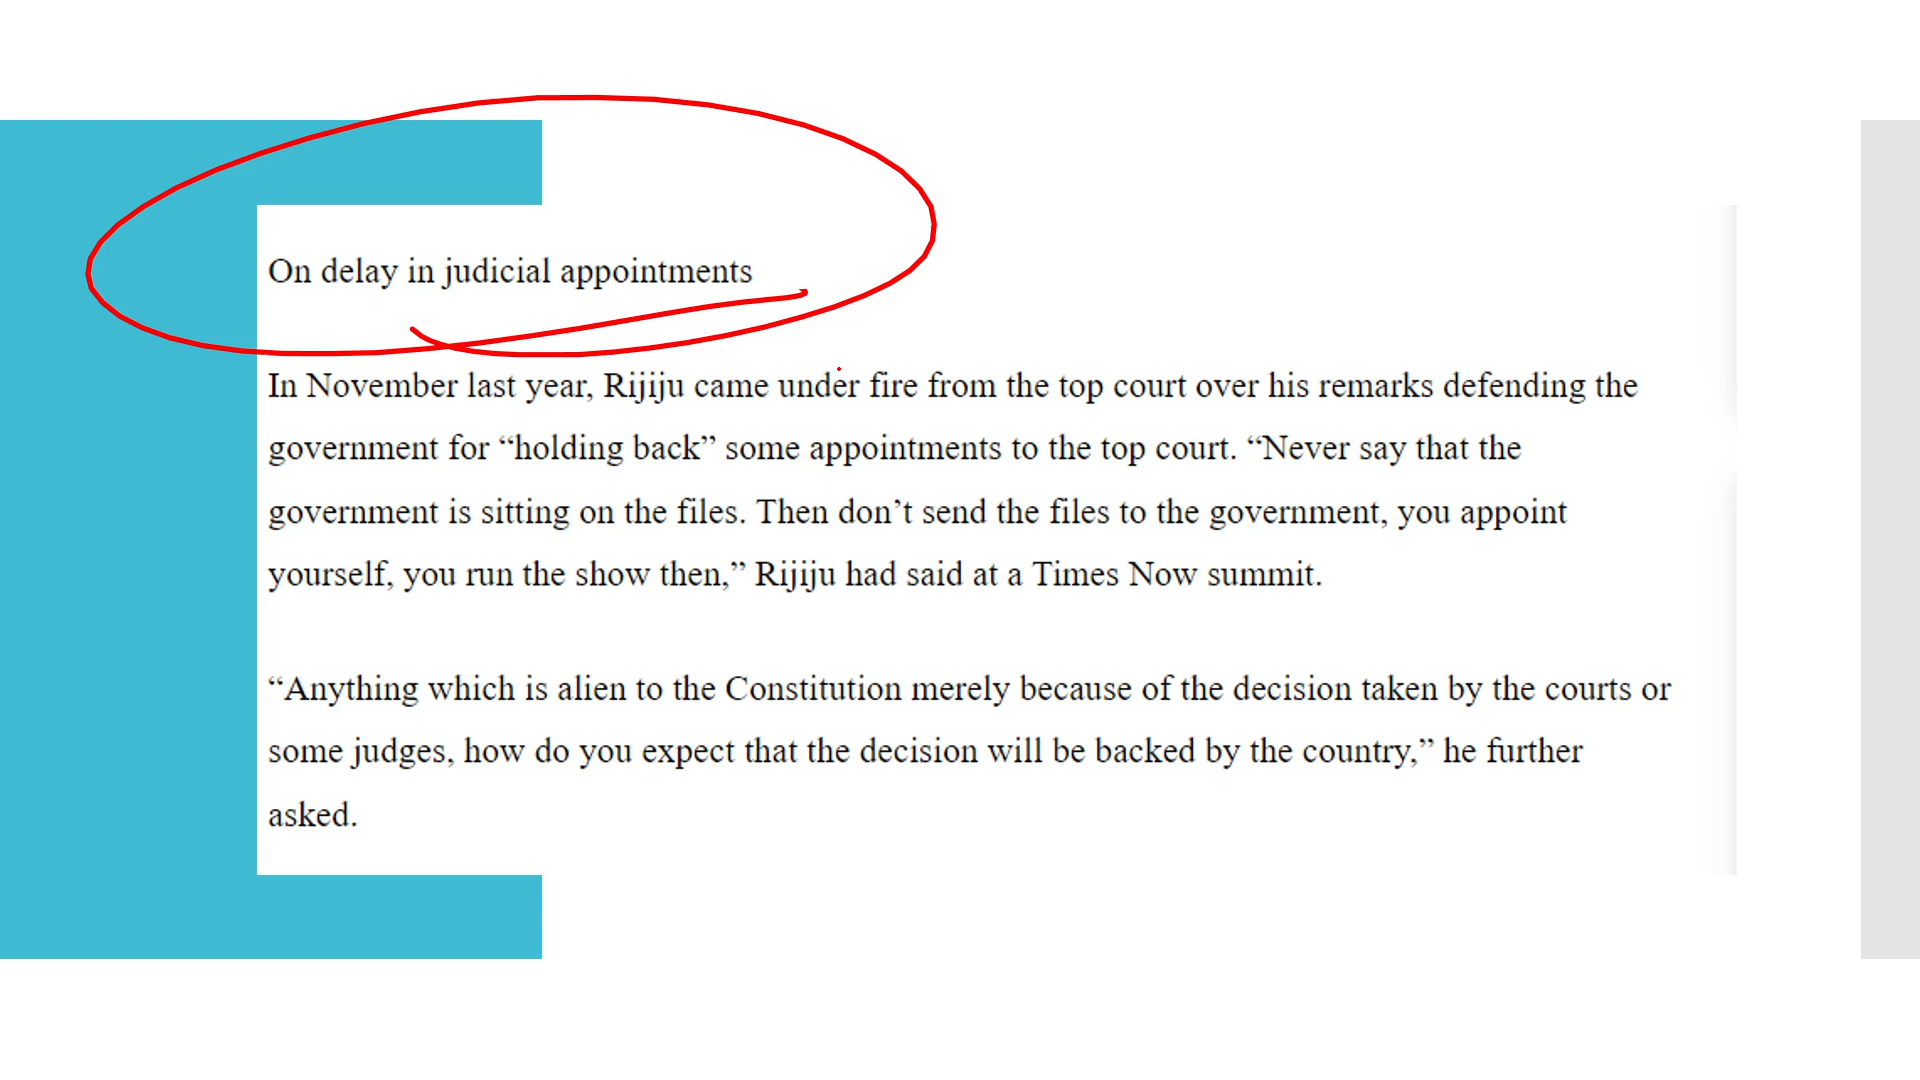 On delay in judicial appointments
In November last year, Rijiju came under fire from the top court over his remarks defending the
government for “holding back” some appointments to the top court. “Never say that the
government is sitting on the files. Then don’t send the files to the government, you appoint
yourself, you run the show then,” Rijiju had said at a Times Now summit.
“Anything which is alien to the Constitution merely because of the decision taken by the courts or
some judges, how do you expect that the decision will be backed by the country,” he further
asked.